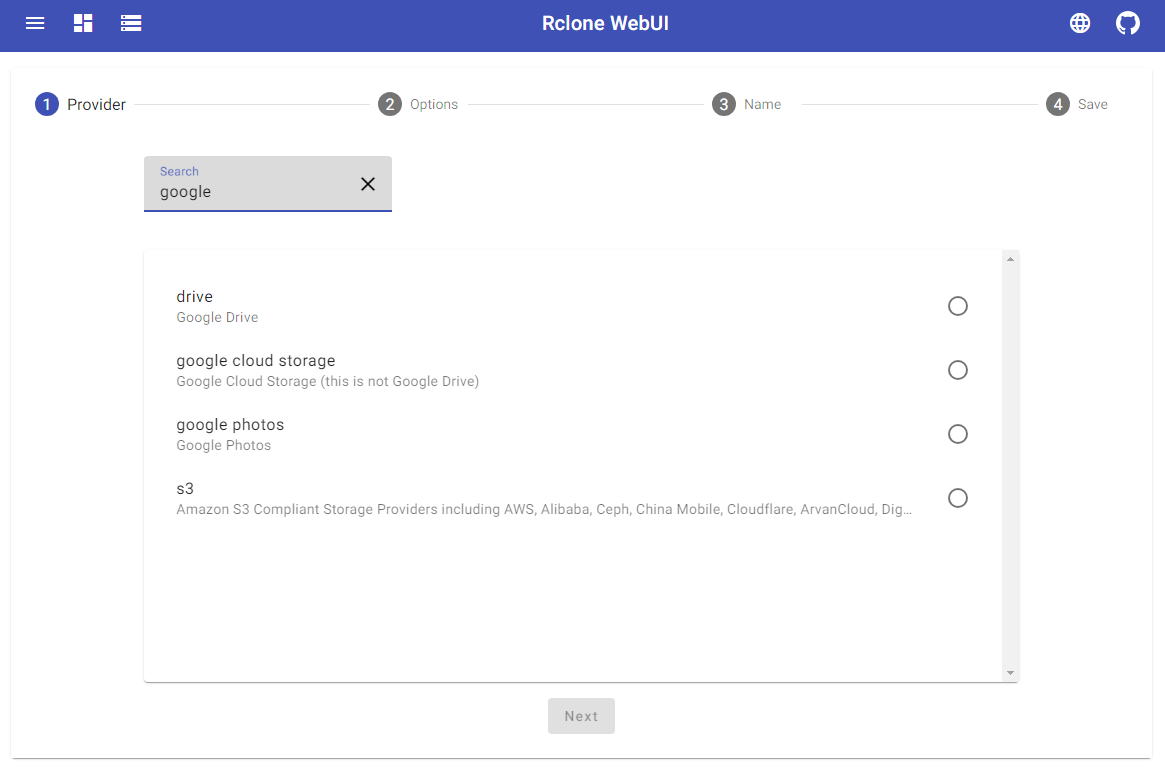 Rclone WebUI
1 Provider
2 Options
3 Name
4 Save
Search
google
drive
Google Drive
google cloud storage
Google Cloud Storage (this is not Google Drive)
google photos
Google Photos
s3
Amazon S3 Compliant Storage Providers including AWS, Alibaba, Ceph, China Mobile, Cloudflare, ArvanCloud, Dig...
Next